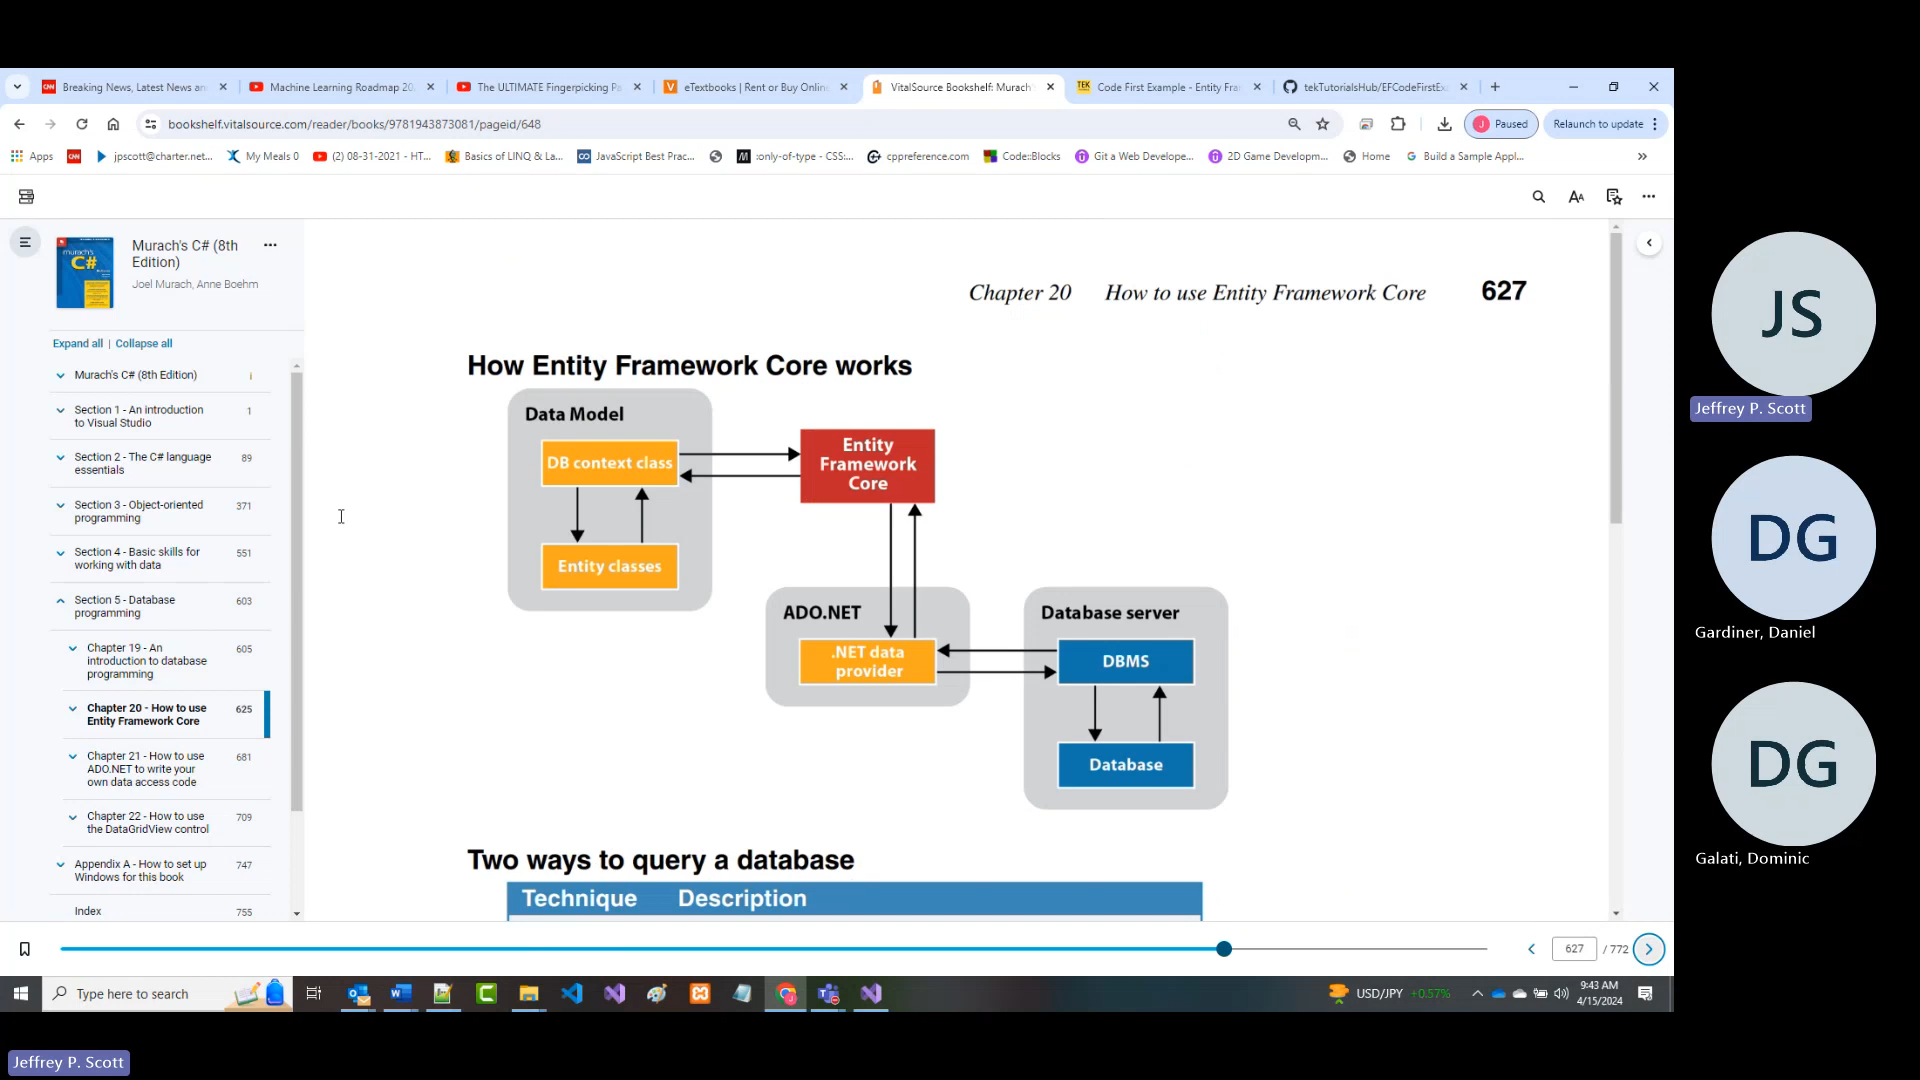 Breaking News, Latest News an
Machine Learning Roadmap 20
The ULTIMATE Fingerpicking Pa
eTextbooks | Rent or Buy Onlin
VitalSource Bookshelf: Murach'
TEK
Code First Example - Entity Fra
tekTutorialsHub/EFCodeFirstEx
bookshelf.vitalsource.com/reader/books/9781943873081/pageid/648
J Paused
Relaunch to update
Apps
CNN
jpscott@charter.net...
My Meals 0
(2) 08-31-2021 - HT...
Basics of LINQ & La...
JavaScript Best Prac...
:only-of-type - CSS:...
cppreference.com
Code::Blocks
Git a Web Develope...
2D Game Developm...
Home
Build a Sample Appl...
murach's
C#
Murach's C# (8th
Edition)
Joel Murach, Anne Boehm
Expand all | Collapse all
Murach's C# (8th Edition) i
Section 1 - An introduction 1
to Visual Studio
Section 2 - The C# language 89
essentials
Section 3 - Object-oriented 371
programming
Section 4 - Basic skills for 551
working with data
Section 5 - Database 603
programming
Chapter 19 - An 605
introduction to database
programming
Chapter 20 - How to use 625
Entity Framework Core
Chapter 21 - How to use 681
ADO.NET to write your
own data access code
Chapter 22 - How to use 709
the DataGridView control
Appendix A - How to set up 747
Windows for this book
Index 755
Chapter 20 How to use Entity Framework Core 627
How Entity Framework Core works
Data Model
DB context class
Entity classes
Entity
Framework
Core
ADO.NET
.NET data
provider
Database server
DBMS
Database
Two ways to query a database
Technique Description
627 / 772
Type here to search
USD/JPY +0.57%
9:43 AM
4/15/2024
JS
Jeffrey P. Scott
DG
Gardiner, Daniel
DG
Galati, Dominic
Jeffrey P. Scott